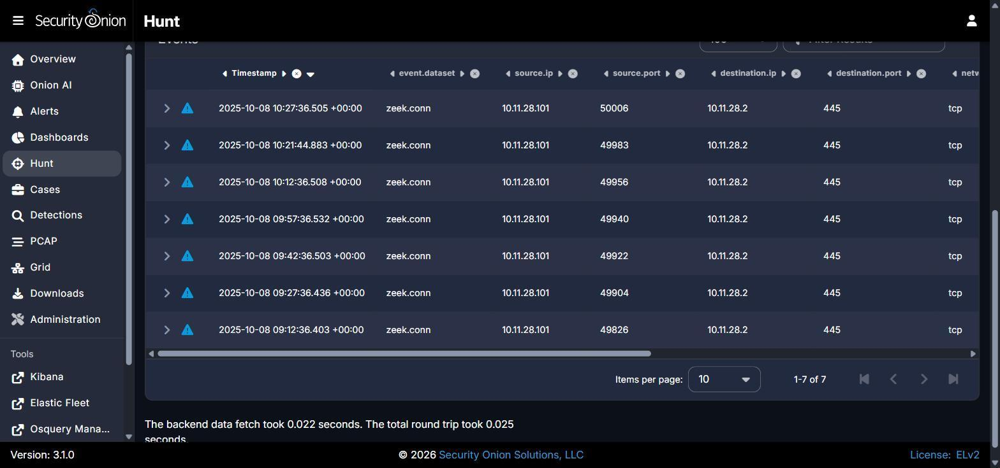 Security Onion
Hunt
Overview
Onion AI
Alerts
Dashboards
Hunt
Cases
Detections
PCAP
Grid
Downloads
Administration
Tools
Kibana
Elastic Fleet
Osquery Mana...
Events 100 Filter Results
Timestamp event.dataset source.ip source.port destination.ip destination.port netw
2025-10-08 10:27:36.505 +00:00 zeek.conn 10.11.28.101 50006 10.11.28.2 445 tcp
2025-10-08 10:21:44.883 +00:00 zeek.conn 10.11.28.101 49983 10.11.28.2 445 tcp
2025-10-08 10:12:36.508 +00:00 zeek.conn 10.11.28.101 49956 10.11.28.2 445 tcp
2025-10-08 09:57:36.532 +00:00 zeek.conn 10.11.28.101 49940 10.11.28.2 445 tcp
2025-10-08 09:42:36.503 +00:00 zeek.conn 10.11.28.101 49922 10.11.28.2 445 tcp
2025-10-08 09:27:36.436 +00:00 zeek.conn 10.11.28.101 49904 10.11.28.2 445 tcp
2025-10-08 09:12:36.403 +00:00 zeek.conn 10.11.28.101 49826 10.11.28.2 445 tcp
Items per page: 10 1-7 of 7
The backend data fetch took 0.022 seconds. The total round trip took 0.025
seconds.
Version: 3.1.0 © 2026 Security Onion Solutions, LLC License: ELv2